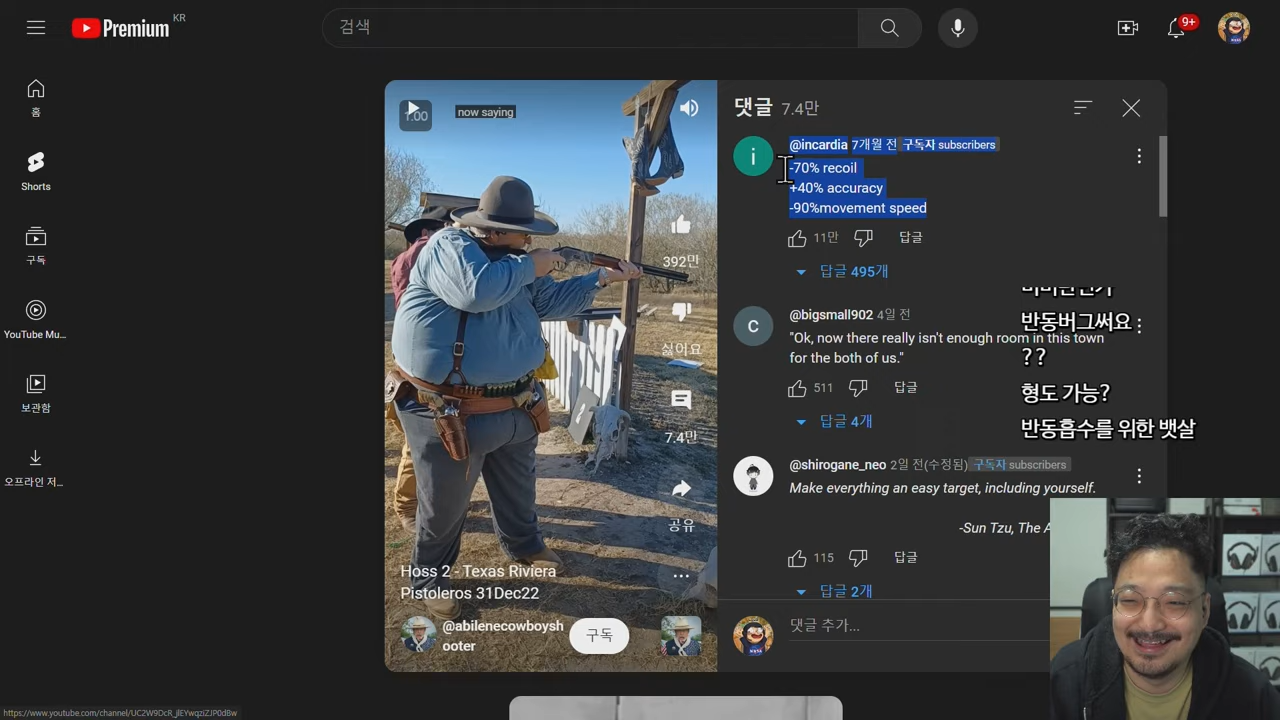 Premium
KR
검색
9+
홈
Shorts
구독
YouTube Mu...
보관함
오프라인 저...
1.00
now saying
392만
싫어요
7.4만
공유
Hoss 2 - Texas Riviera
Pistoleros 31Dec22
@abilenecowboysh
ooter
구독
댓글 7.4만
@incardia 7개월 전 구독자 subscribers
-70% recoil
+40% accuracy
-90%movement speed
11만 답글
답글 495개
@bigsmall902 4일 전
"Ok, now there really isn't enough room in this town
for the both of us."
511 답글
답글 4개
반동버그써요
??
형도 가능?
반동흡수를 위한 뱃살
@shirogane_neo 2일 전(수정됨) 구독자 subscribers
Make everything an easy target, including yourself.
-Sun Tzu, The A
115 답글
답글 2개
댓글 추가...